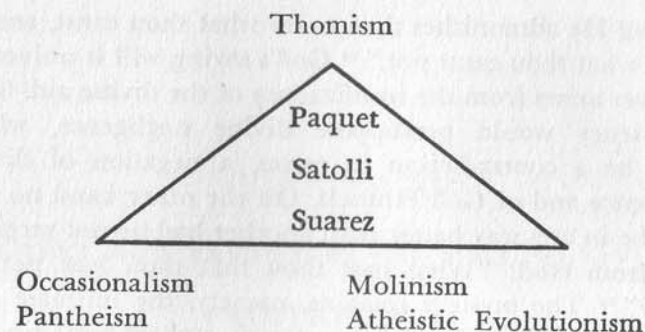 Thomism
Paquet
Satolli
Suarez
Occasionalism Molinism
Pantheism Atheistic Evolutionism